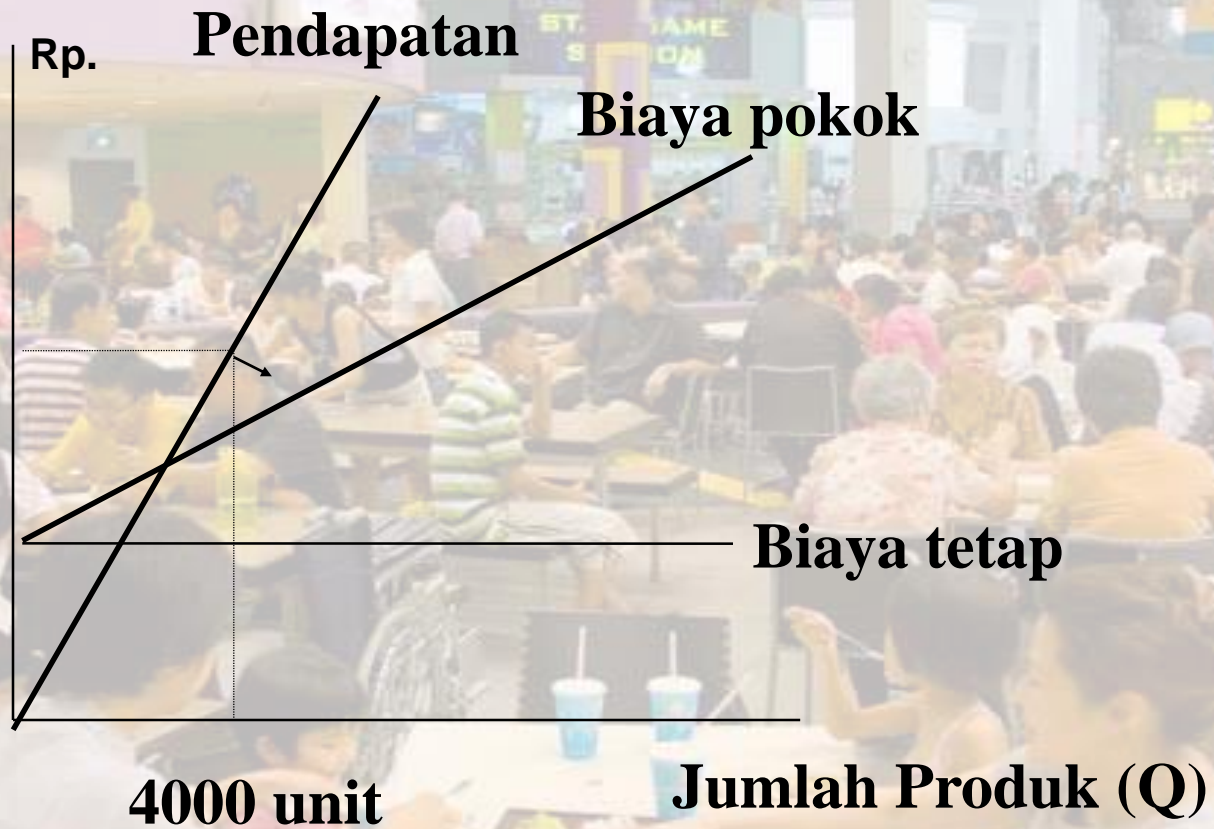 Rp.
Pendapatan
Biaya pokok
Biaya tetap
4000 unit
Jumlah Produk (Q)